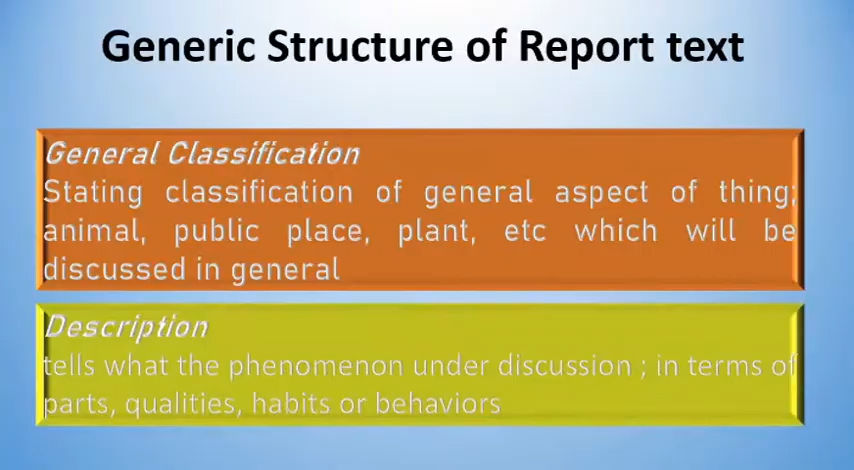 Generic Structure of Report text
General Classification
Stating classification of general aspect of thing;
animal, public place, plant, etc which will be
discussed in general
Description
tells what the phenomenon under discussion ; in terms of
parts, qualities, habits or behaviors